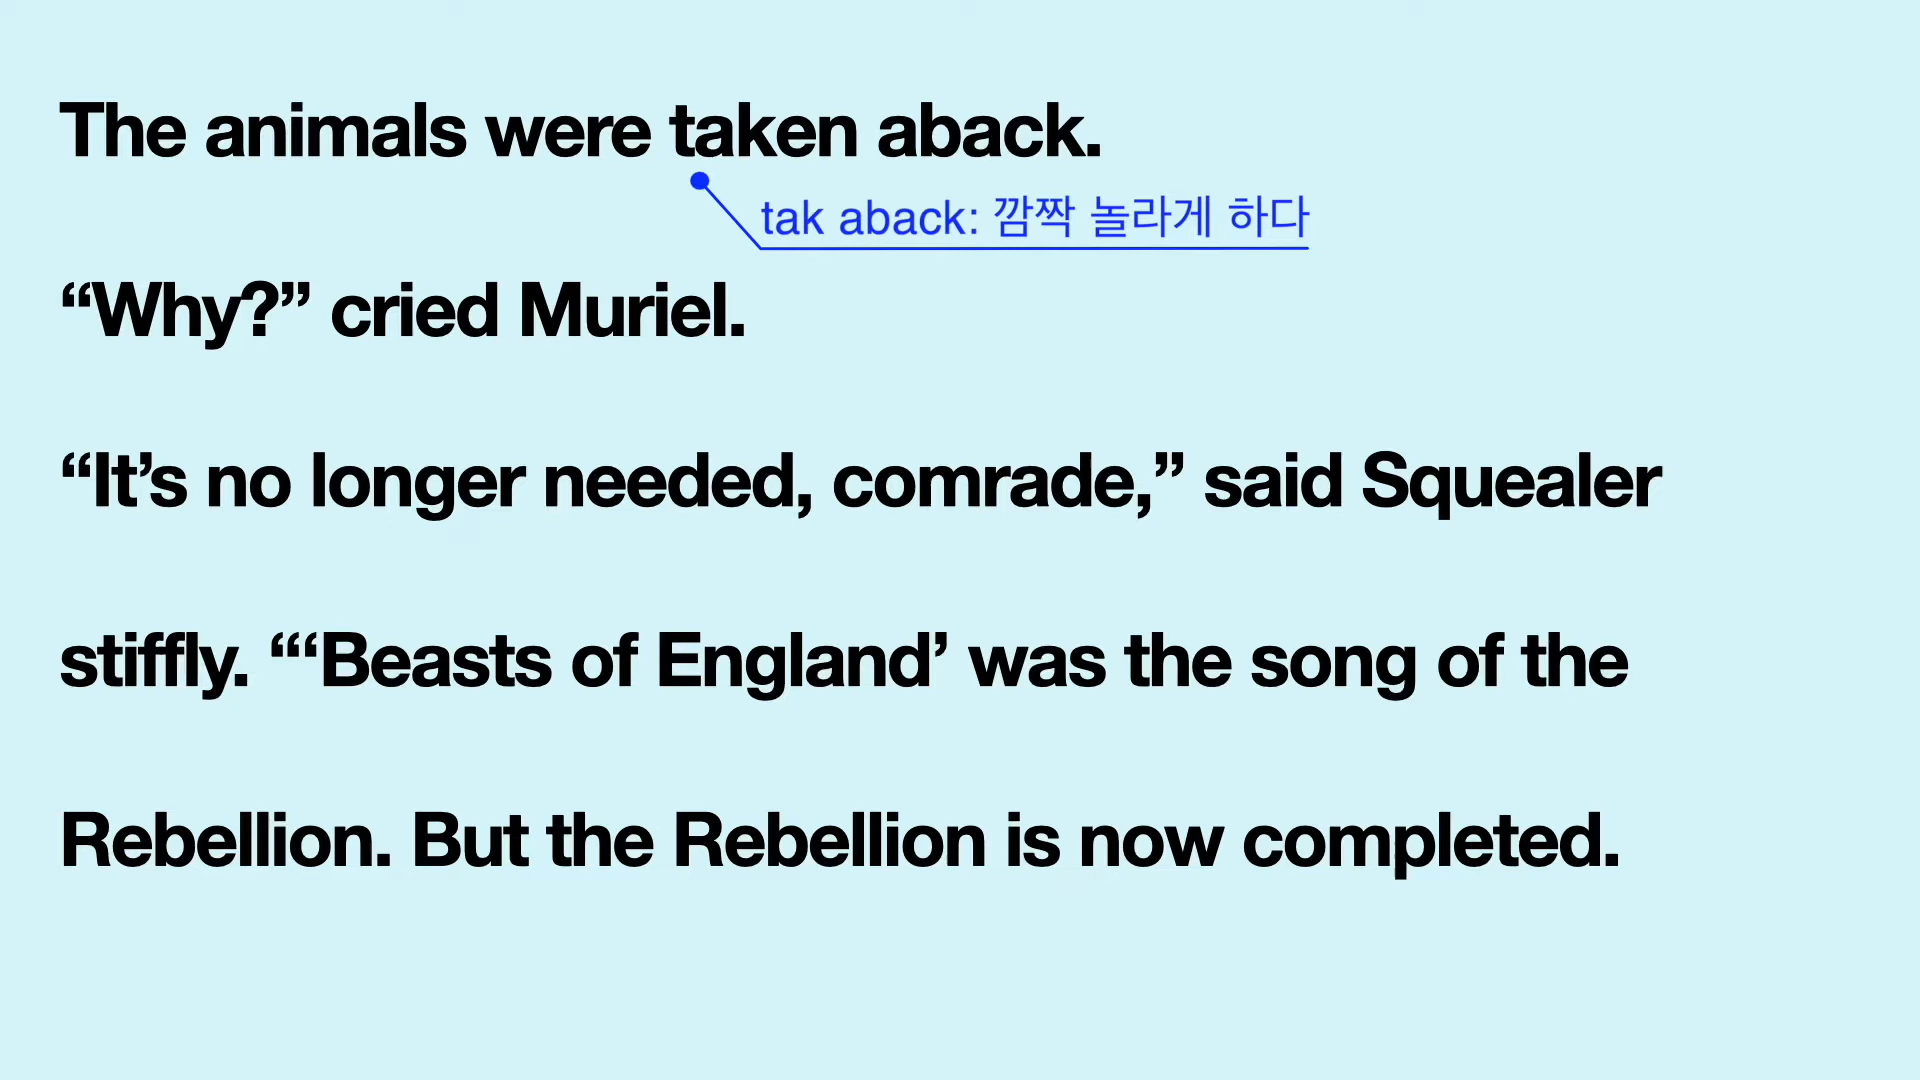 The animals were taken aback.
tak aback: 깜짝 놀라게 하다
“Why?” cried Muriel.
“It’s no longer needed, comrade,” said Squealer
stiffly. “‘Beasts of England’ was the song of the
Rebellion. But the Rebellion is now completed.